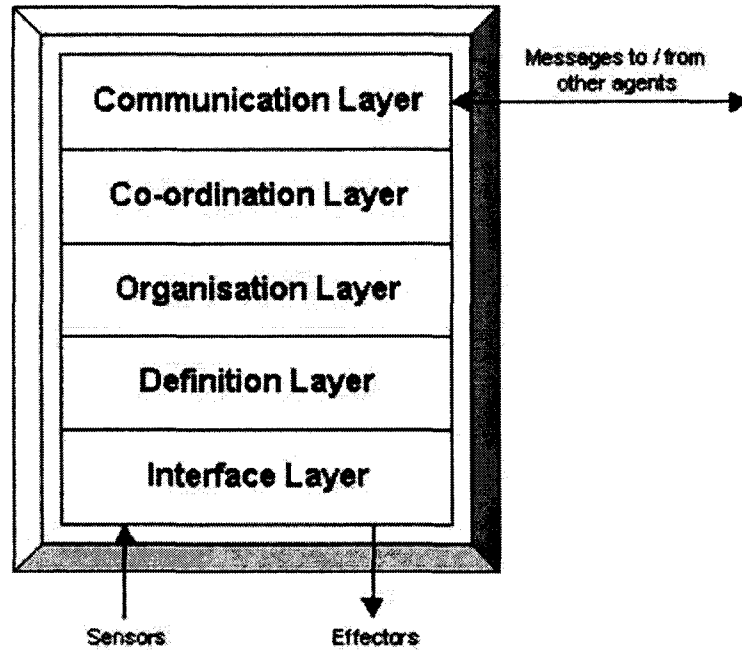 Messages to / from
other agents
Communication Layer
Co-ordination Layer
Organisation Layer
Definition Layer
Interface Layer
Sensors
Effectors